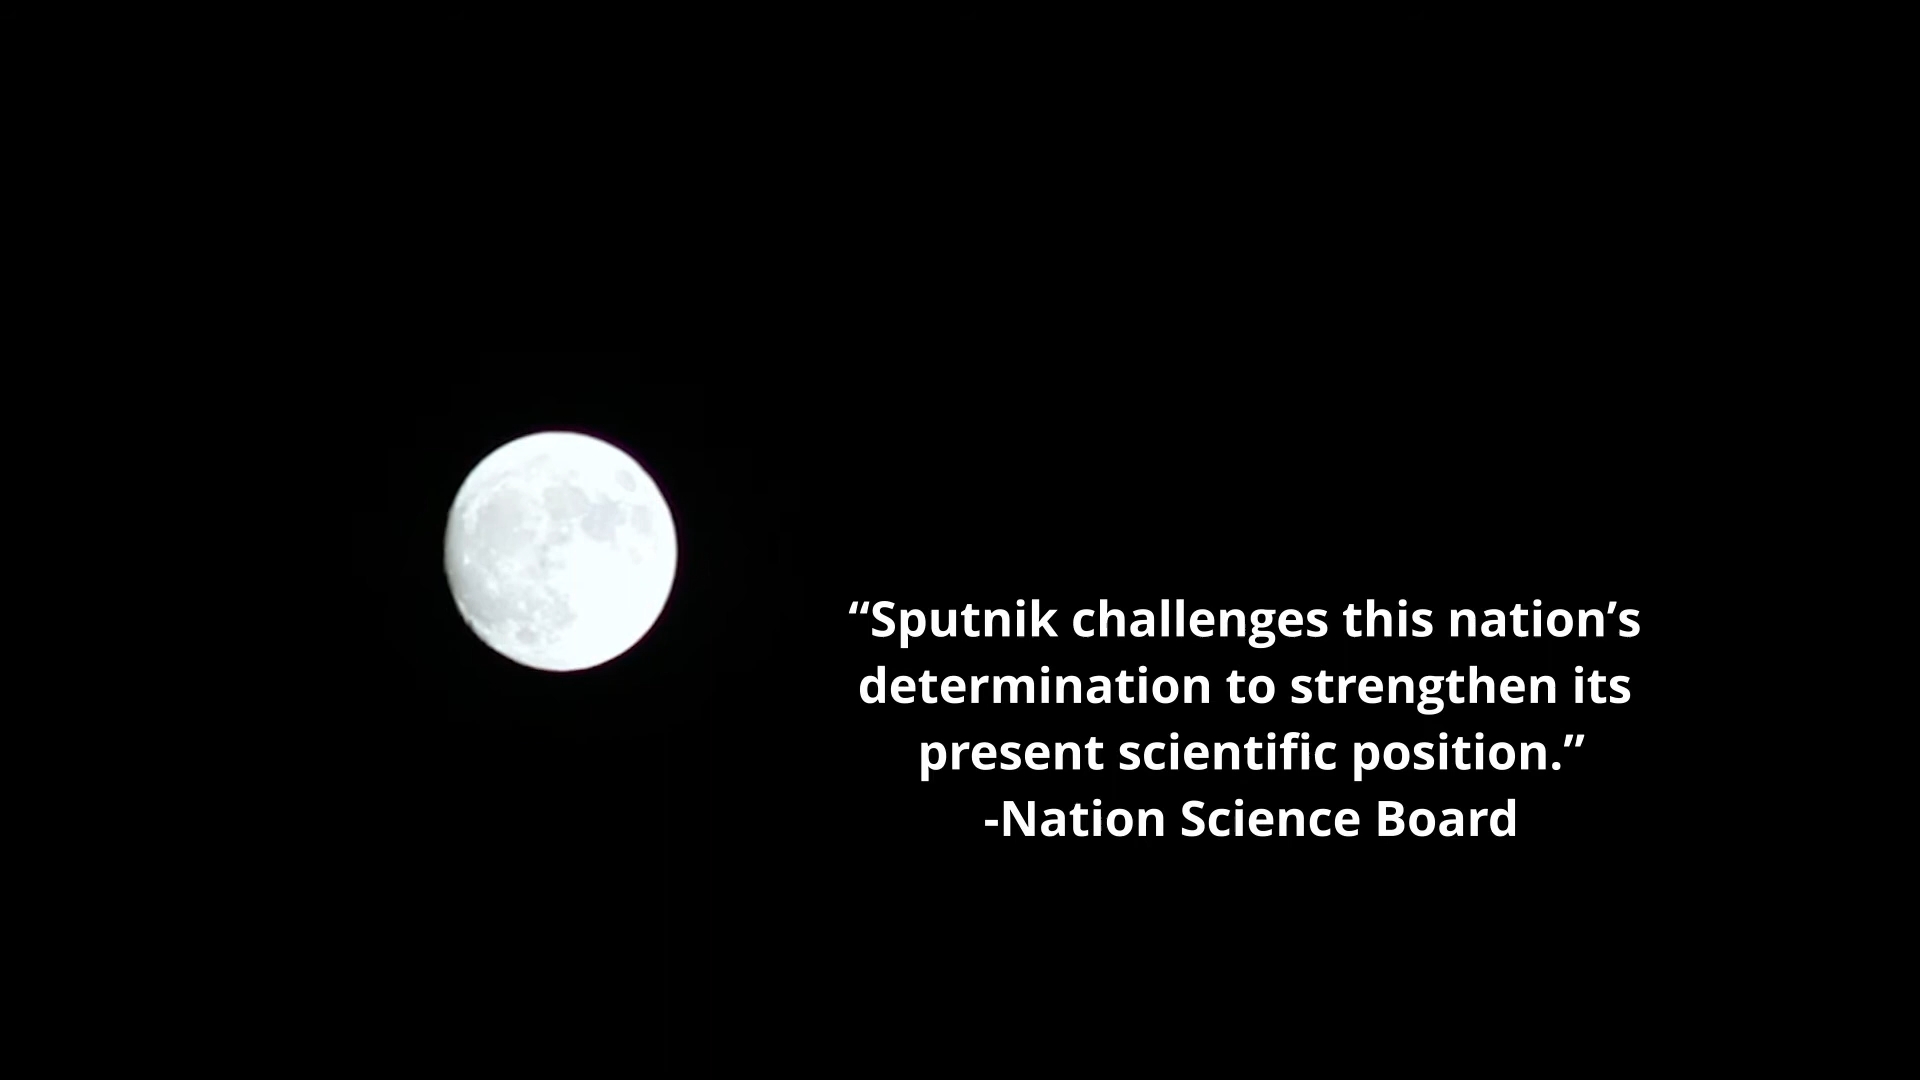 “Sputnik challenges this nation’s
determination to strengthen its
present scientific position.”
-Nation Science Board